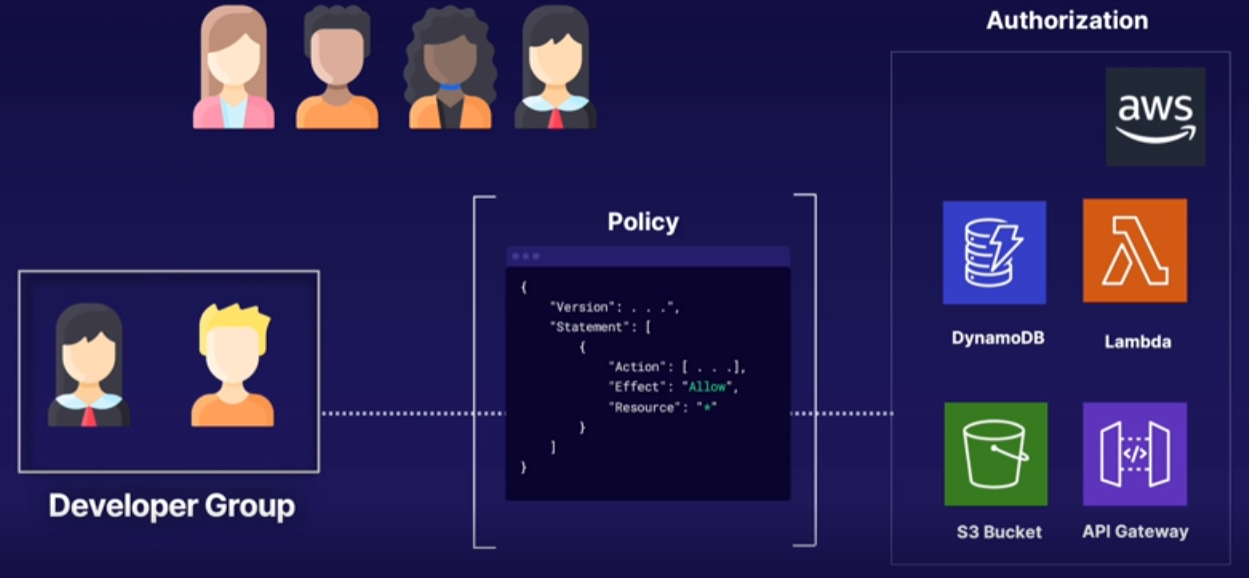 Authorization
aws
Policy
{
"Version": . . .",
"Statement": [
{
"Action": [ . . .],
"Effect": "Allow",
"Resource": "*"
}
]
}
DynamoDB
Lambda
</>
S3 Bucket
API Gateway
Developer Group